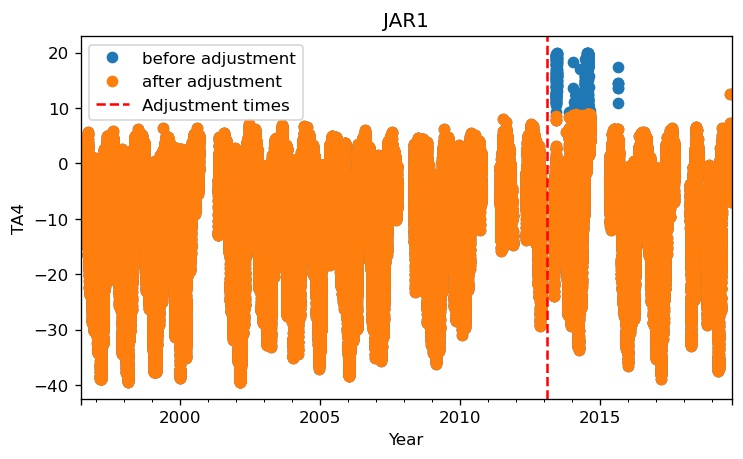 JAR1
before adjustment
after adjustment
Adjustment times
TA4
20
10
0
−10
−20
−30
−40
2000
2005
2010
2015
Year